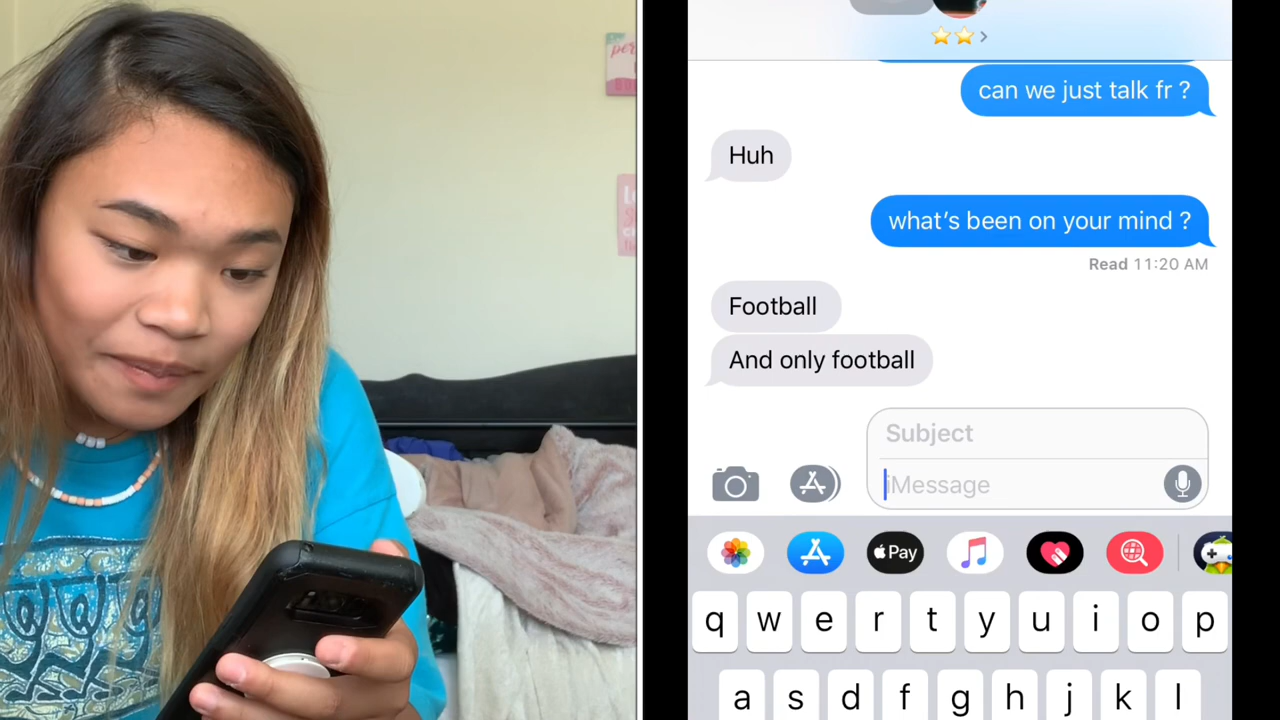 ⭐⭐ >
can we just talk fr ?
Huh
what's been on your mind ?
Read 11:20 AM
Football
And only football
Subject
iMessage
Pay
q w e r t y u i o p
a s d f g h j k l